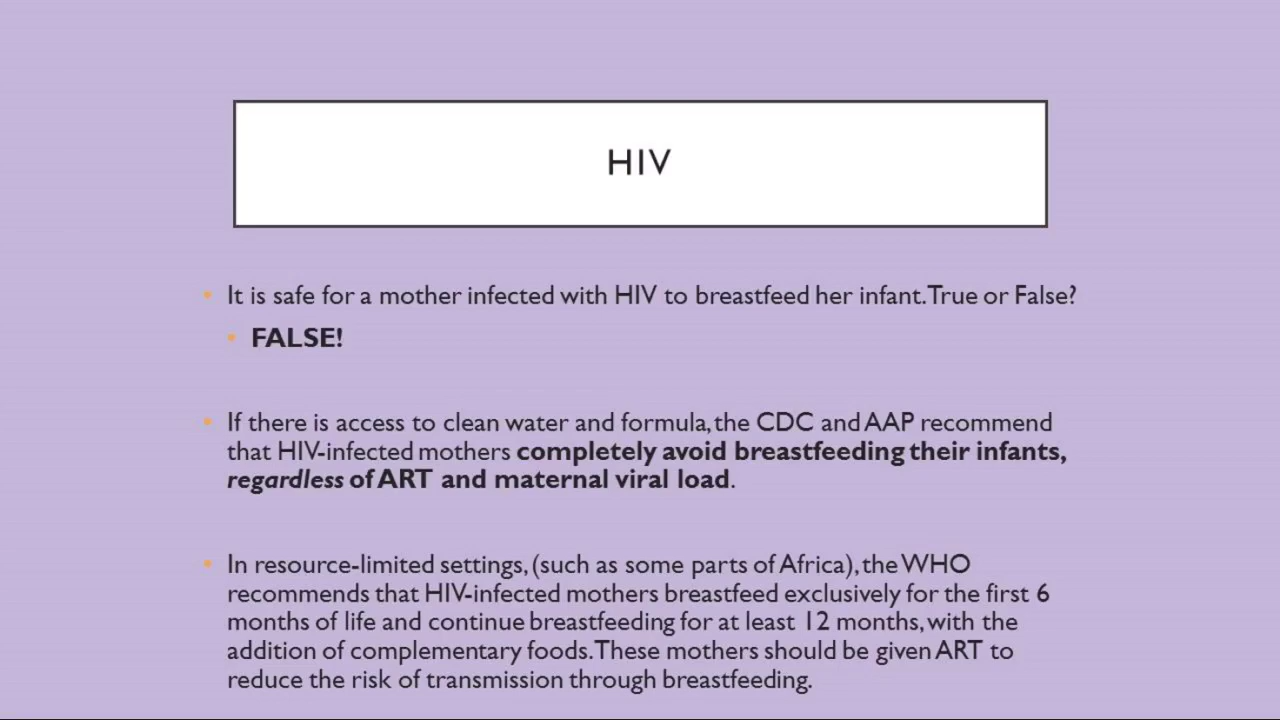 HIV
• It is safe for a mother infected with HIV to breastfeed her infant. True or False?
• FALSE!
• If there is access to clean water and formula, the CDC and AAP recommend
that HIV-infected mothers completely avoid breastfeeding their infants,
regardless of ART and maternal viral load.
• In resource-limited settings, (such as some parts of Africa), the WHO
recommends that HIV-infected mothers breastfeed exclusively for the first 6
months of life and continue breastfeeding for at least 12 months, with the
addition of complementary foods. These mothers should be given ART to
reduce the risk of transmission through breastfeeding.